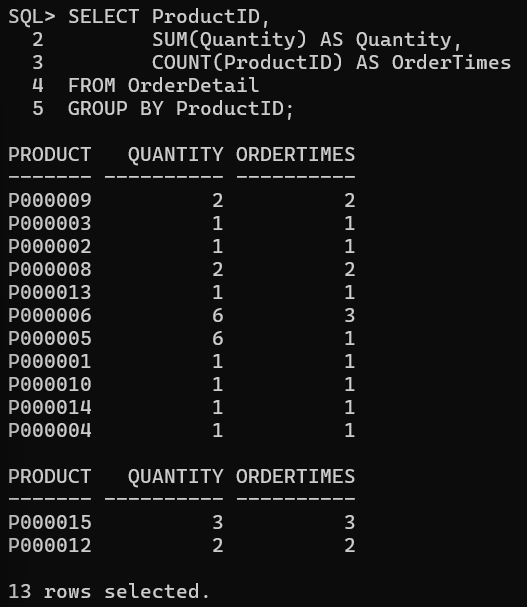 SQL> SELECT ProductID,
  2         SUM(Quantity) AS Quantity,
  3         COUNT(ProductID) AS OrderTimes
  4  FROM OrderDetail
  5  GROUP BY ProductID;
PRODUCT   QUANTITY ORDERTIMES
------- ---------- ----------
P000009          2          2
P000003          1          1
P000002          1          1
P000008          2          2
P000013          1          1
P000006          6          3
P000005          6          1
P000001          1          1
P000010          1          1
P000014          1          1
P000004          1          1
PRODUCT   QUANTITY ORDERTIMES
------- ---------- ----------
P000015          3          3
P000012          2          2
13 rows selected.